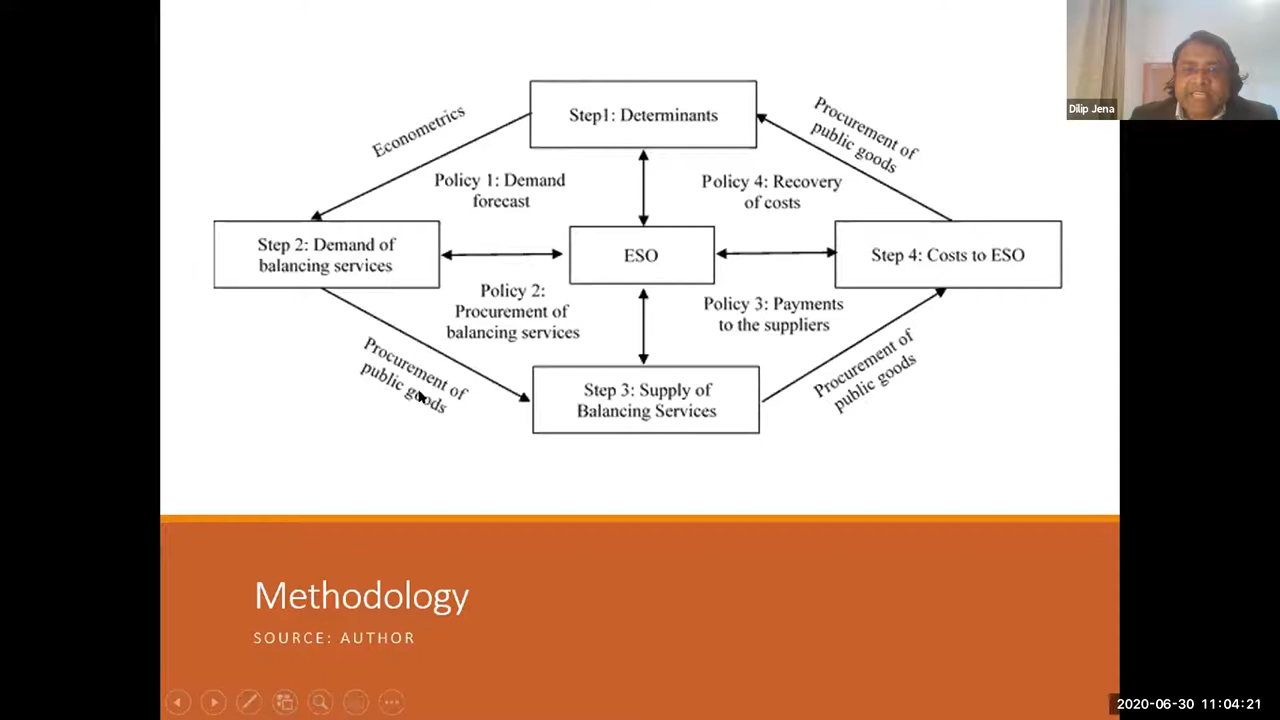 Dilip Jena
Step1: Determinants
Econometrics
Procurement of
public goods
Policy 1: Demand
forecast
Policy 4: Recovery
of costs
Step 2: Demand of
balancing services
ESO
Step 4: Costs to ESO
Policy 2:
Procurement of
balancing services
Policy 3: Payments
to the suppliers
Procurement of
public goods
Step 3: Supply of
Balancing Services
Procurement of
public goods
Methodology
SOURCE: AUTHOR
2020-06-30 11:04:21